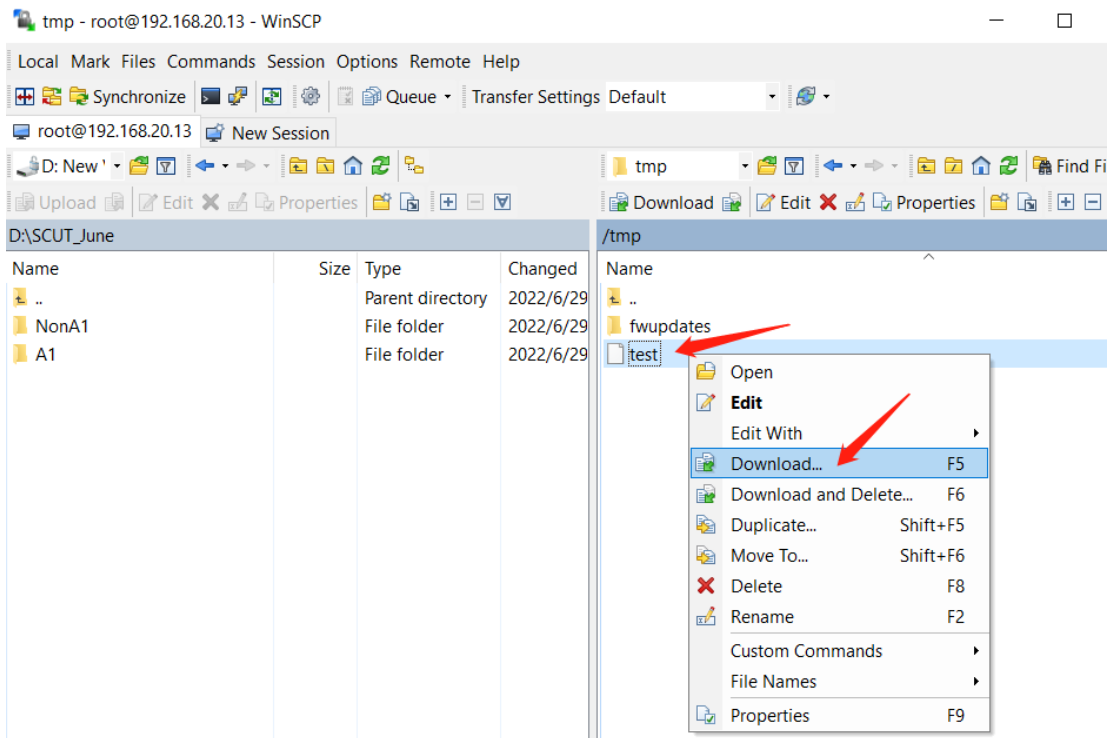 tmp - root@192.168.20.13 - WinSCP
Local Mark Files Commands Session Options Remote Help
Synchronize Queue Transfer Settings Default
root@192.168.20.13 New Session
D: New tmp Find Fi
Upload Edit Properties Download Edit Properties
D:\SCUT_June /tmp
Name Size Type Changed Name
.. Parent directory 2022/6/29 ..
NonA1 File folder 2022/6/29 fwupdates
A1 File folder 2022/6/29 test
Open
Edit
Edit With
Download... F5
Download and Delete... F6
Duplicate... Shift+F5
Move To... Shift+F6
Delete F8
Rename F2
Custom Commands
File Names
Properties F9